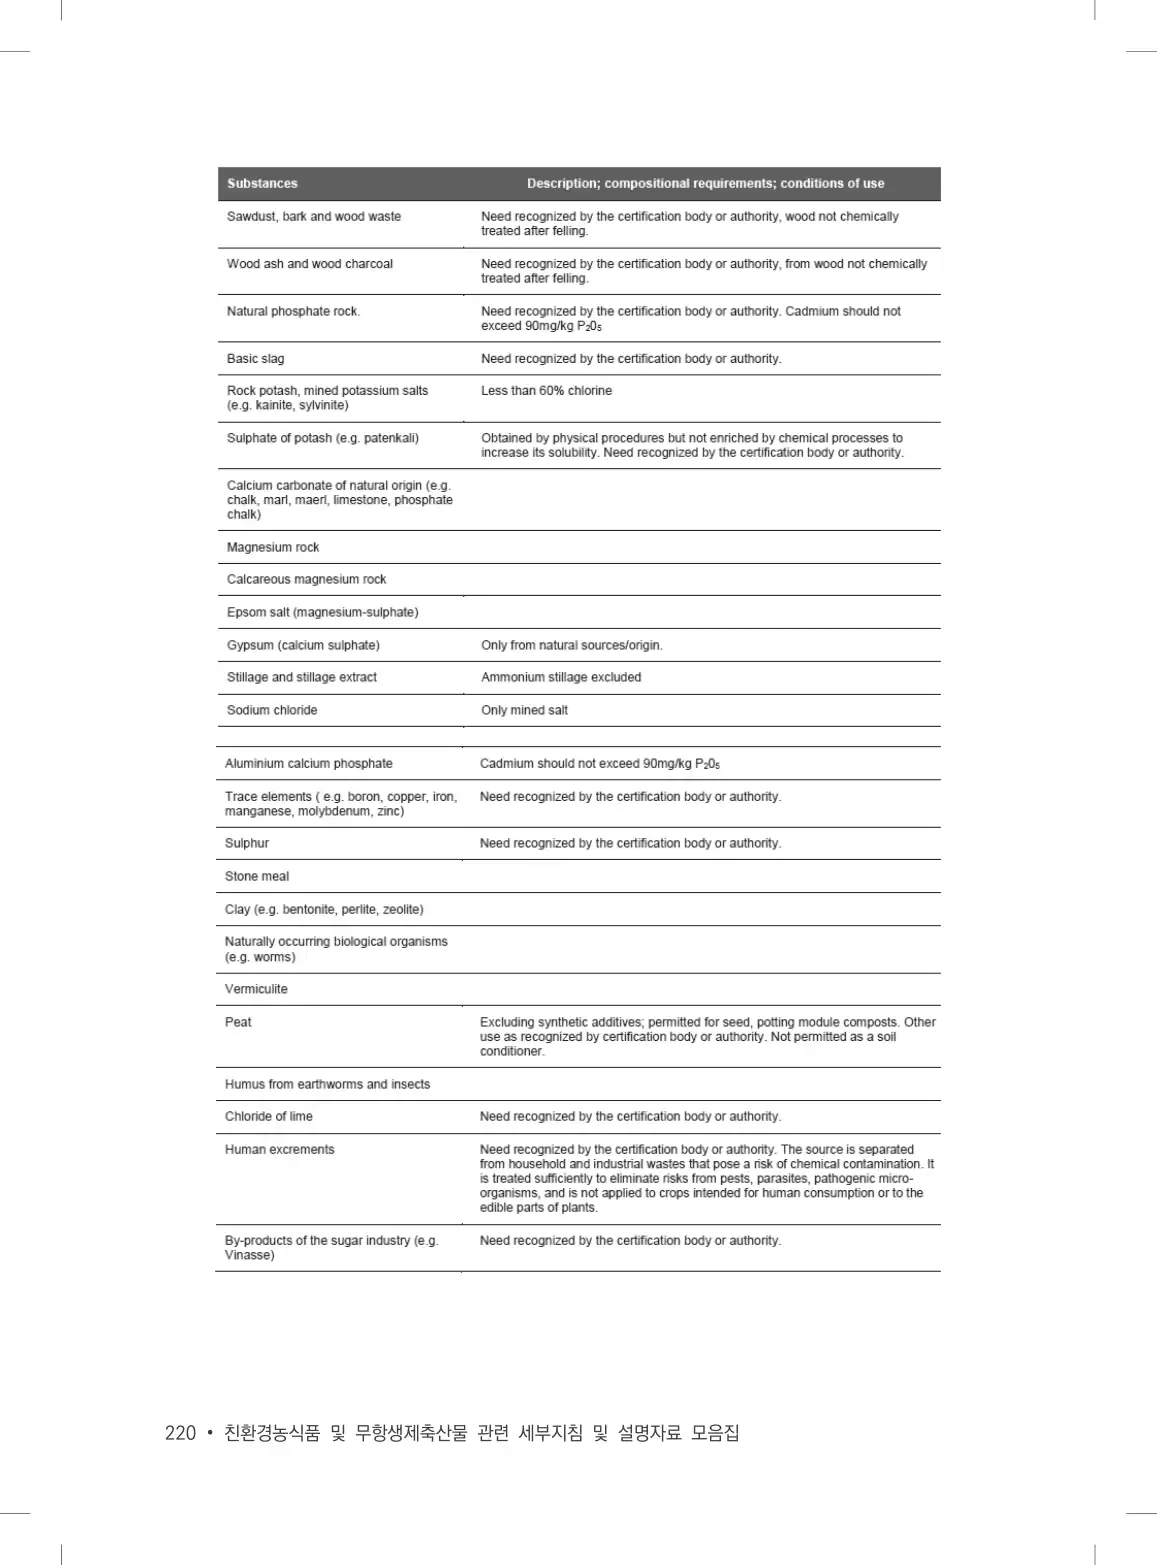 Substances Description; compositional requirements; conditions of use
Sawdust, bark and wood waste Need recognized by the certification body or authority, wood not chemically
treated after felling.
Wood ash and wood charcoal Need recognized by the certification body or authority, from wood not chemically
treated after felling.
Natural phosphate rock. Need recognized by the certification body or authority. Cadmium should not
exceed 90mg/kg P₂0₅
Basic slag Need recognized by the certification body or authority.
Rock potash, mined potassium salts Less than 60% chlorine
(e.g. kainite, sylvinite)
Sulphate of potash (e.g. patenkali) Obtained by physical procedures but not enriched by chemical processes to
increase its solubility. Need recognized by the certification body or authority.
Calcium carbonate of natural origin (e.g.
chalk, marl, maerl, limestone, phosphate
chalk)
Magnesium rock
Calcareous magnesium rock
Epsom salt (magnesium-sulphate)
Gypsum (calcium sulphate) Only from natural sources/origin.
Stillage and stillage extract Ammonium stillage excluded
Sodium chloride Only mined salt
Aluminium calcium phosphate Cadmium should not exceed 90mg/kg P₂0₅
Trace elements ( e.g. boron, copper, iron, Need recognized by the certification body or authority.
manganese, molybdenum, zinc)
Sulphur Need recognized by the certification body or authority.
Stone meal
Clay (e.g. bentonite, perlite, zeolite)
Naturally occurring biological organisms
(e.g. worms)
Vermiculite
Peat Excluding synthetic additives; permitted for seed, potting module composts. Other
use as recognized by certification body or authority. Not permitted as a soil
conditioner.
Humus from earthworms and insects
Chloride of lime Need recognized by the certification body or authority.
Human excrements Need recognized by the certification body or authority. The source is separated
from household and industrial wastes that pose a risk of chemical contamination. It
is treated sufficiently to eliminate risks from pests, parasites, pathogenic micro-
organisms, and is not applied to crops intended for human consumption or to the
edible parts of plants.
By-products of the sugar industry (e.g. Need recognized by the certification body or authority.
Vinasse)
220 • 친환경농식품 및 무항생제축산물 관련 세부지침 및 설명자료 모음집